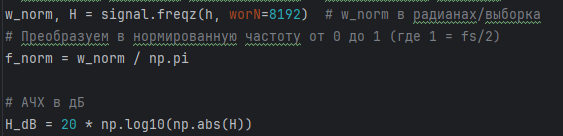 w_norm, H = signal.freqz(h, worN=8192)  # w_norm в радианах/выборка
# Преобразуем в нормированную частоту от 0 до 1 (где 1 = fs/2)
f_norm = w_norm / np.pi
# АЧХ в дБ
H_dB = 20 * np.log10(np.abs(H))